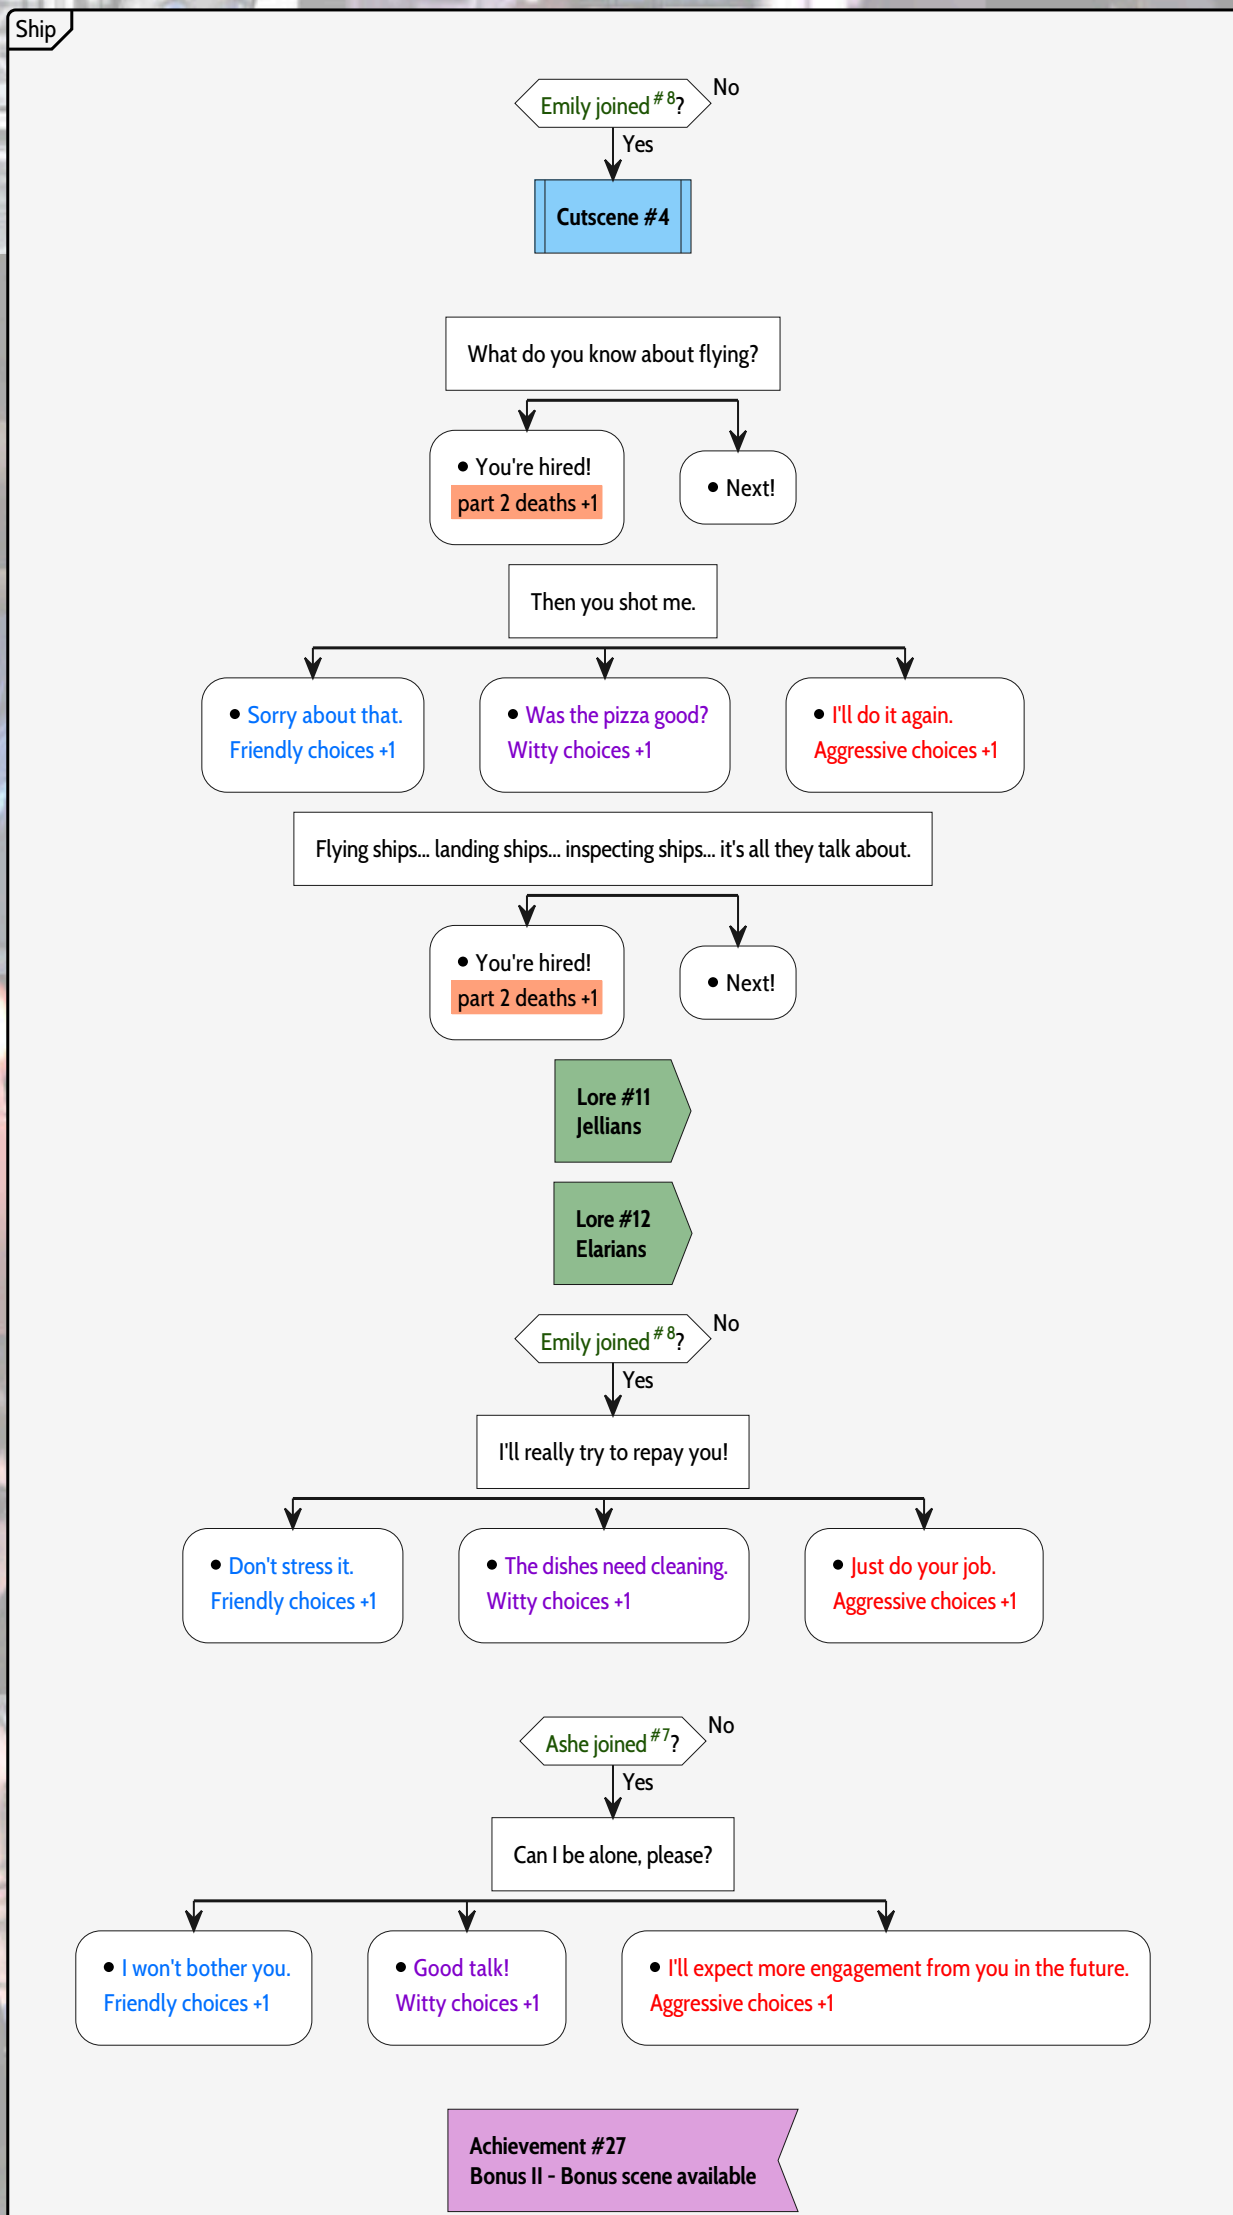 Ship
Emily joined #8?
No
Yes
Cutscene #4
What do you know about flying?
• You're hired!
part 2 deaths +1
• Next!
Then you shot me.
• Sorry about that.
Friendly choices +1
• Was the pizza good?
Witty choices +1
• I'll do it again.
Aggressive choices +1
Flying ships... landing ships... inspecting ships... it's all they talk about.
• You're hired!
part 2 deaths +1
• Next!
Lore #11
Jellians
Lore #12
Elarians
Emily joined #8?
No
Yes
I'll really try to repay you!
• Don't stress it.
Friendly choices +1
• The dishes need cleaning.
Witty choices +1
• Just do your job.
Aggressive choices +1
Ashe joined #7?
No
Yes
Can I be alone, please?
• I won't bother you.
Friendly choices +1
• Good talk!
Witty choices +1
• I'll expect more engagement from you in the future.
Aggressive choices +1
Achievement #27
Bonus II - Bonus scene available